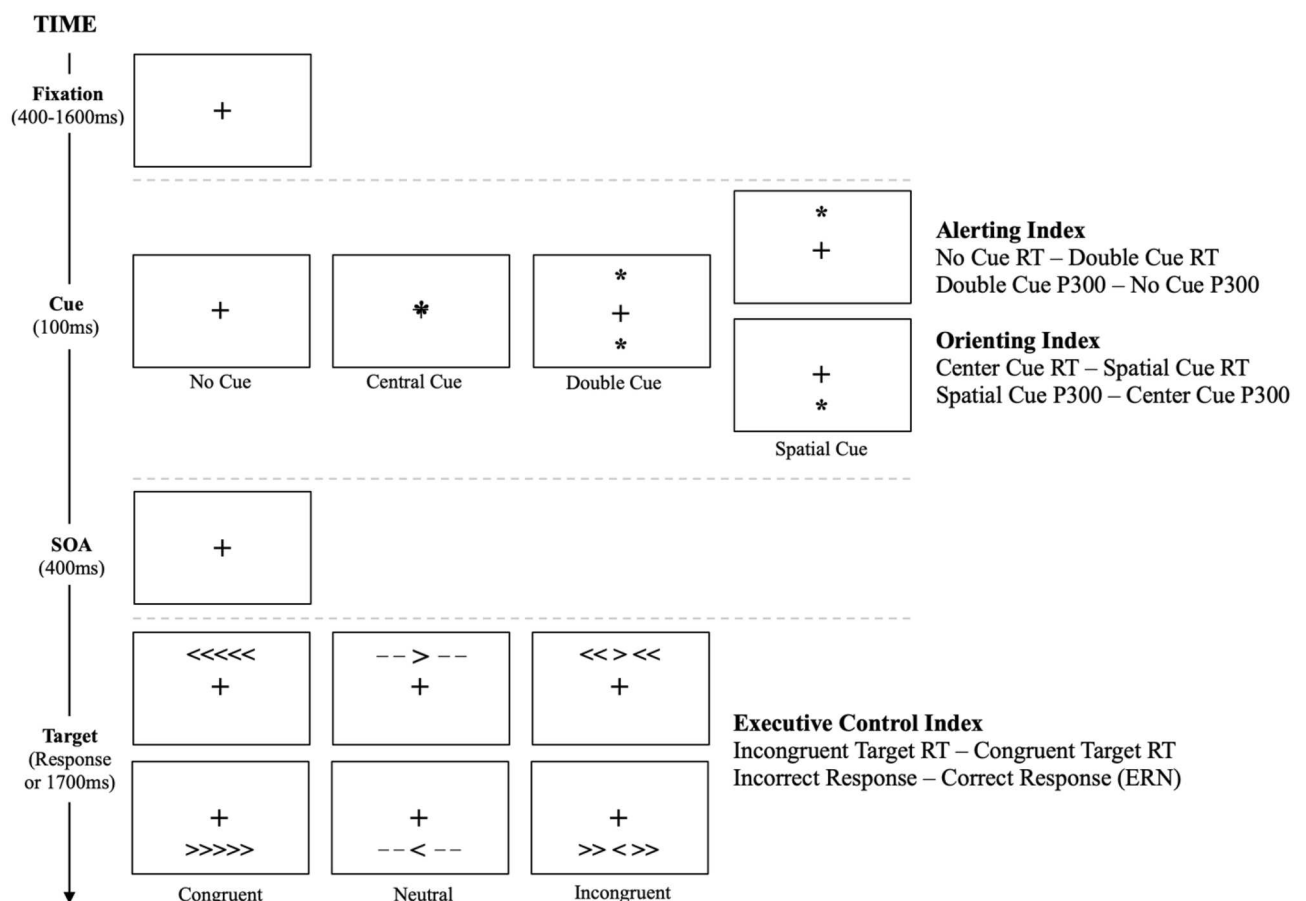 TIME
Fixation
(400-1600ms)
+
*
+
Alerting Index
No Cue RT – Double Cue RT
Double Cue P300 – No Cue P300
Cue
(100ms)
+
*
+
*
+
*
No Cue
Central Cue
Double Cue
+
*
Spatial Cue
Orienting Index
Center Cue RT – Spatial Cue RT
Spatial Cue P300 – Center Cue P300
SOA
(400ms)
+
Target
(Response
or 1700ms)
<<<<<
+
-- > --
+
<< > <<
+
+
>>>>>
+
-- < --
+
>> < >>
Congruent
Neutral
Incongruent
Executive Control Index
Incongruent Target RT – Congruent Target RT
Incorrect Response – Correct Response (ERN)